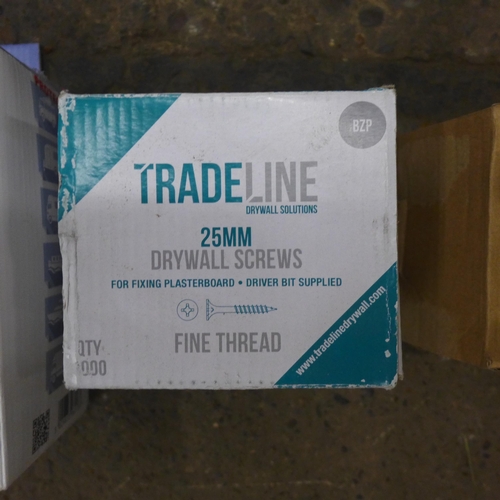 BZP
TRADELINE
DRYWALL SOLUTIONS
25MM
DRYWALL SCREWS
FOR FIXING PLASTERBOARD • DRIVER BIT SUPPLIED
FINE THREAD
QTY
www.tradelinedrywall.com